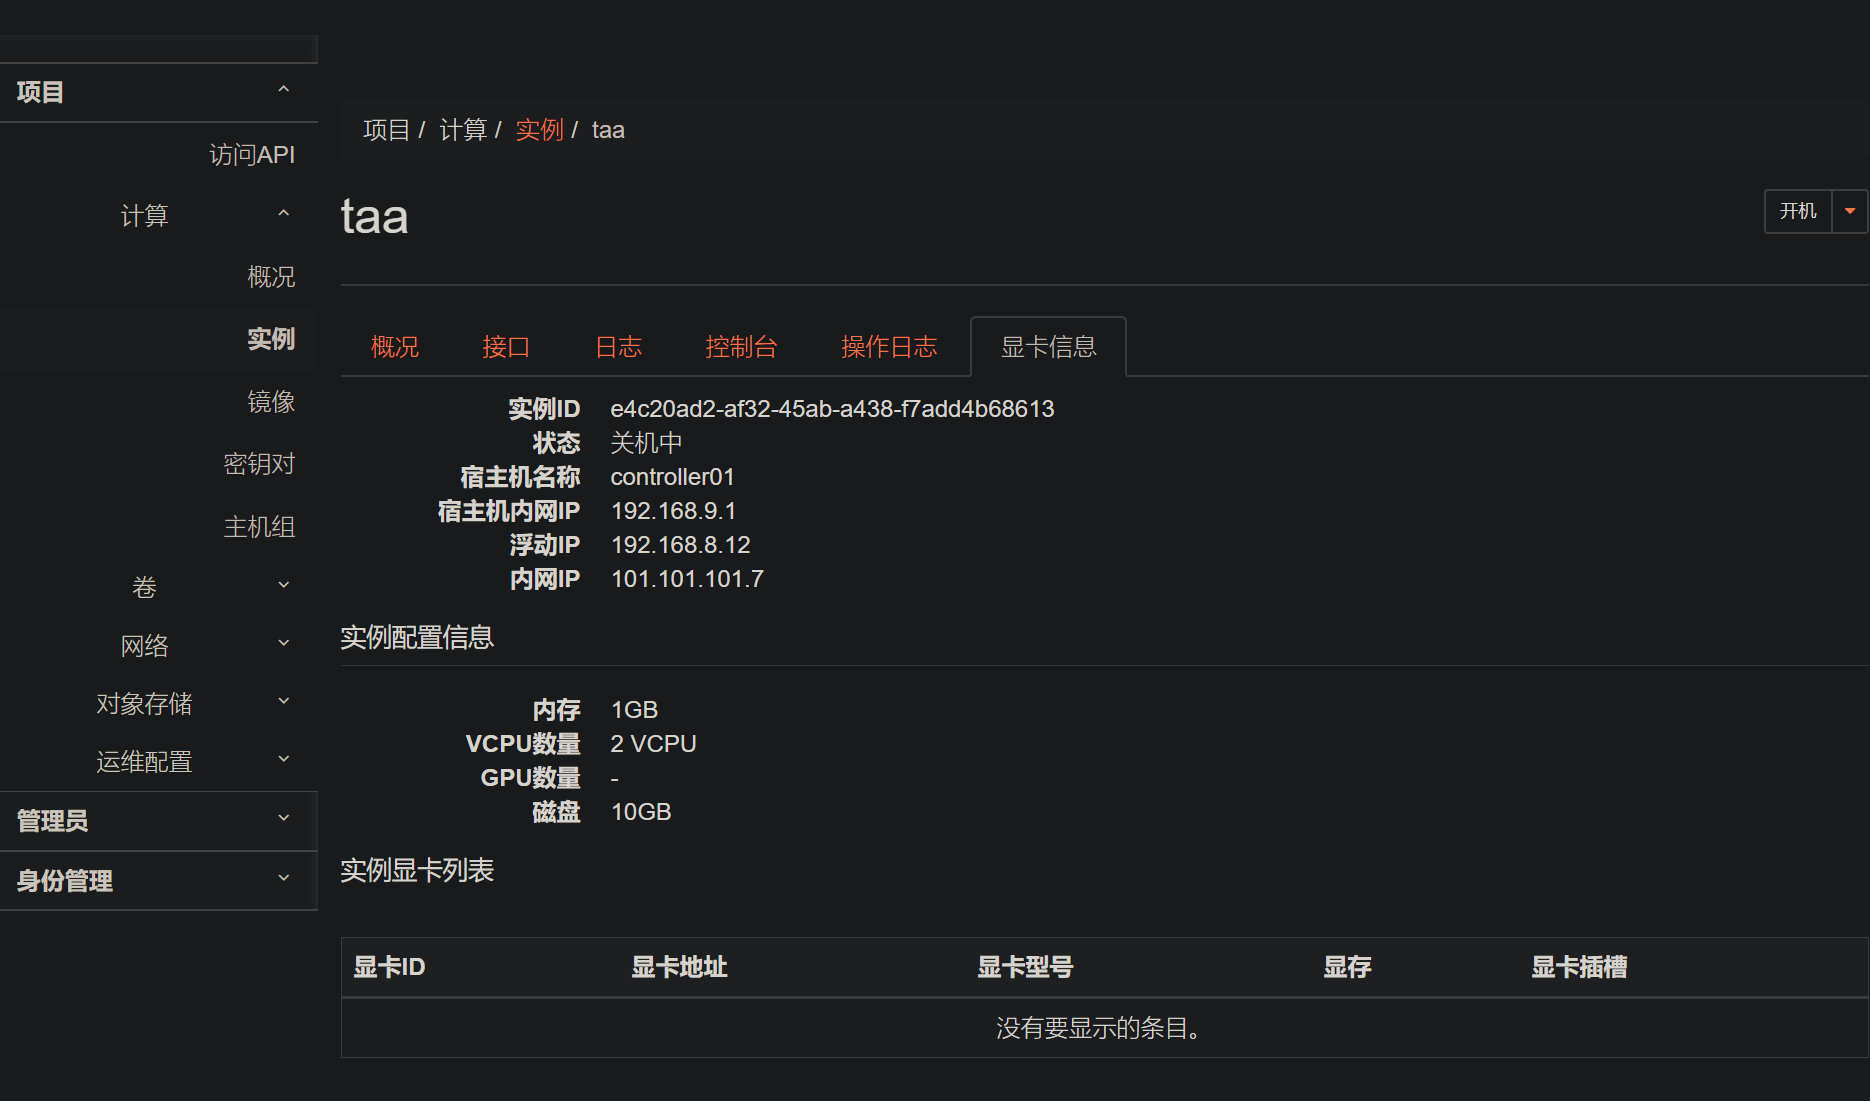 项目
访问API
计算
概况
实例
镜像
密钥对
主机组
卷
网络
对象存储
运维配置
管理员
身份管理
项目 / 计算 / 实例 / taa
taa
开机
概况 接口 日志 控制台 操作日志 显卡信息
实例ID e4c20ad2-af32-45ab-a438-f7add4b68613
状态 关机中
宿主机名称 controller01
宿主机内网IP 192.168.9.1
浮动IP 192.168.8.12
内网IP 101.101.101.7
实例配置信息
内存 1GB
VCPU数量 2 VCPU
GPU数量 -
磁盘 10GB
实例显卡列表
显卡ID 显卡地址 显卡型号 显存 显卡插槽
没有要显示的条目。